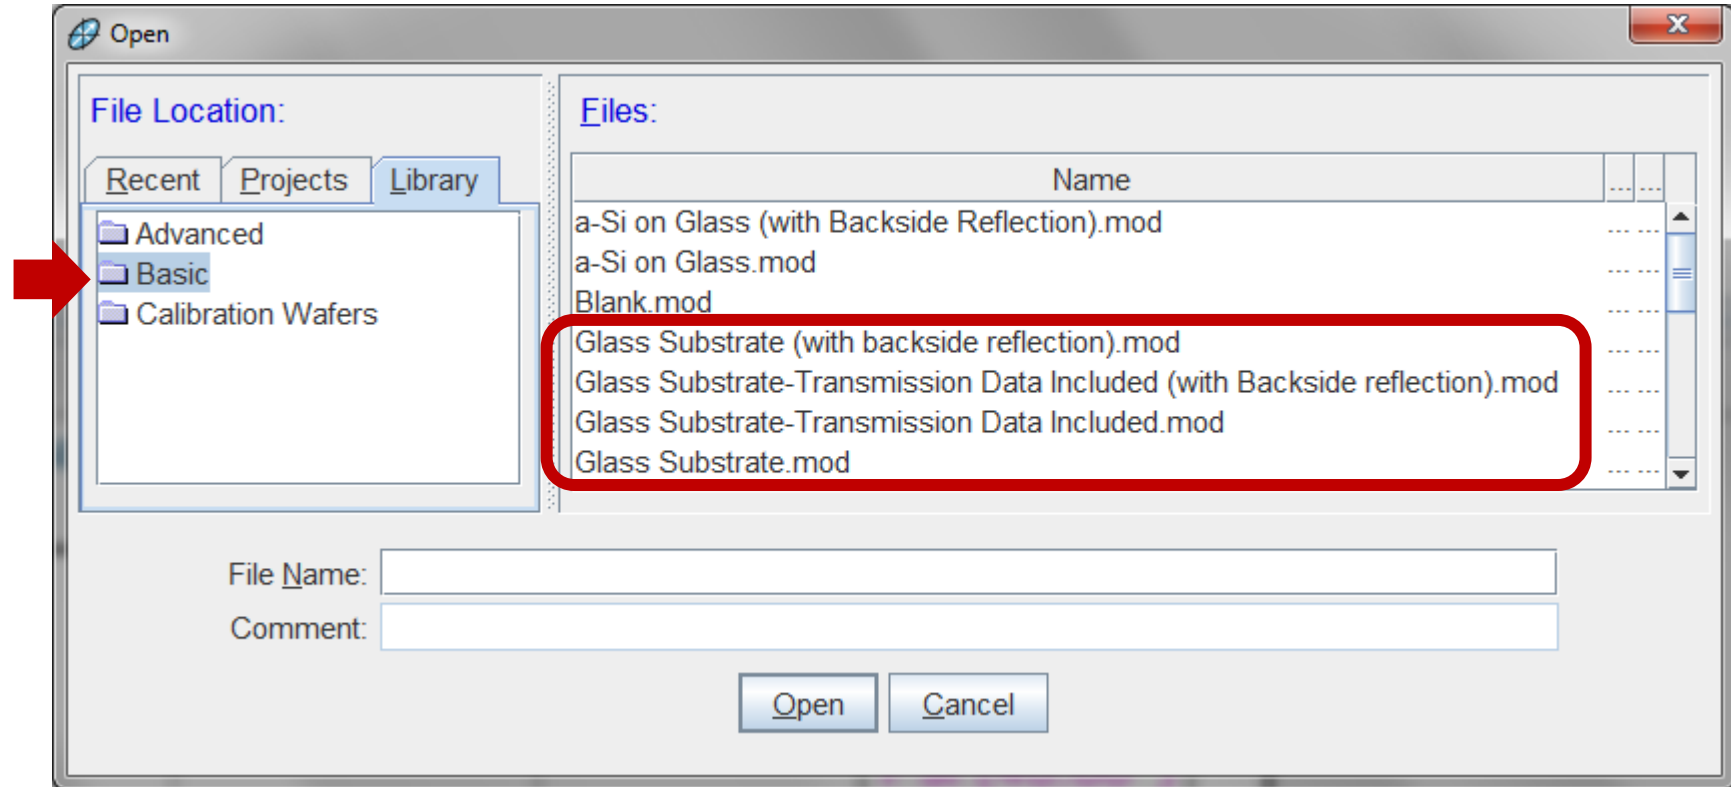 Open
x
File Location:
Recent Projects Library
Advanced
Basic
Calibration Wafers
Files:
Name ... ...
a-Si on Glass (with Backside Reflection).mod ... ...
a-Si on Glass.mod ... ...
Blank.mod ... ...
Glass Substrate (with backside reflection).mod ... ...
Glass Substrate-Transmission Data Included (with Backside reflection).mod ... ...
Glass Substrate-Transmission Data Included.mod ... ...
Glass Substrate.mod ... ...
File Name:
Comment:
Open Cancel